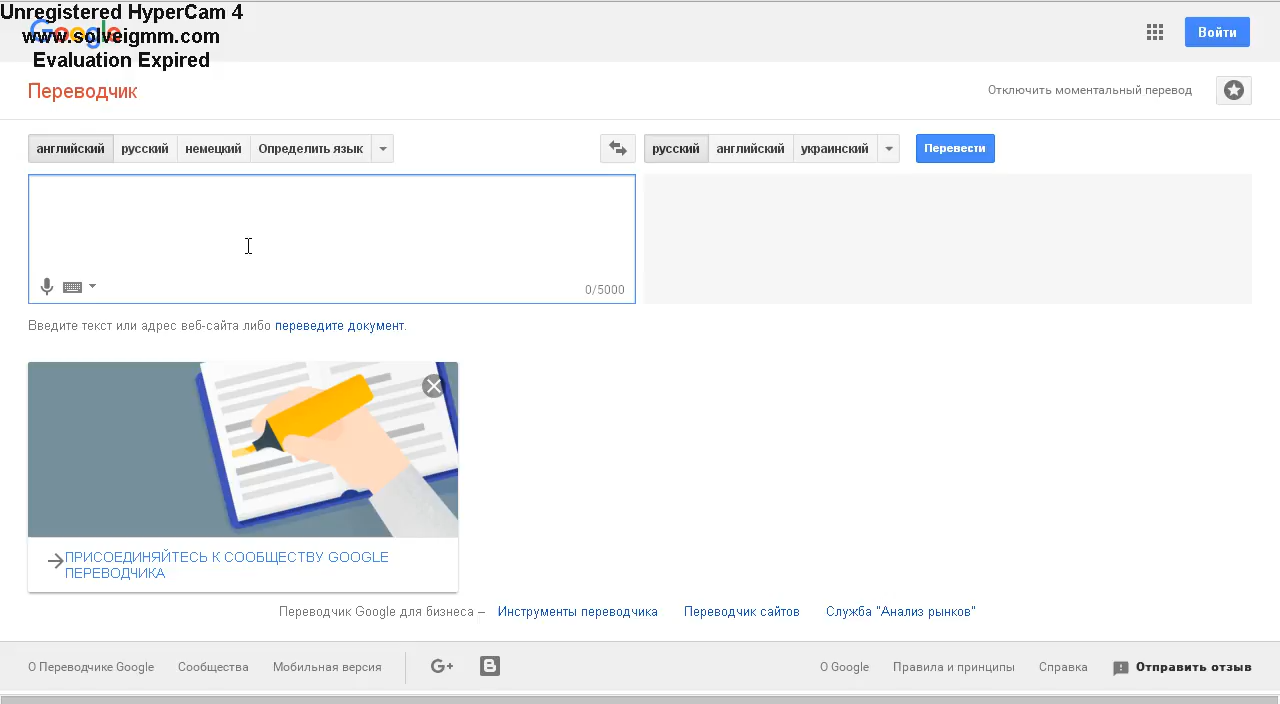 Unregistered HyperCam 4
Google
www.solveigmm.com
Evaluation Expired
Войти
Переводчик
Отключить моментальный перевод
английский русский немецкий Определить язык
русский английский украинский Перевести
0/5000
Введите текст или адрес веб-сайта либо переведите документ.
ПРИСОЕДИНЯЙТЕСЬ К СООБЩЕСТВУ GOOGLE
ПЕРЕВОДЧИКА
Переводчик Google для бизнеса – Инструменты переводчика Переводчик сайтов Служба "Анализ рынков"
О Переводчике Google Сообщества Мобильная версия G+ B О Google Правила и принципы Справка Отправить отзыв